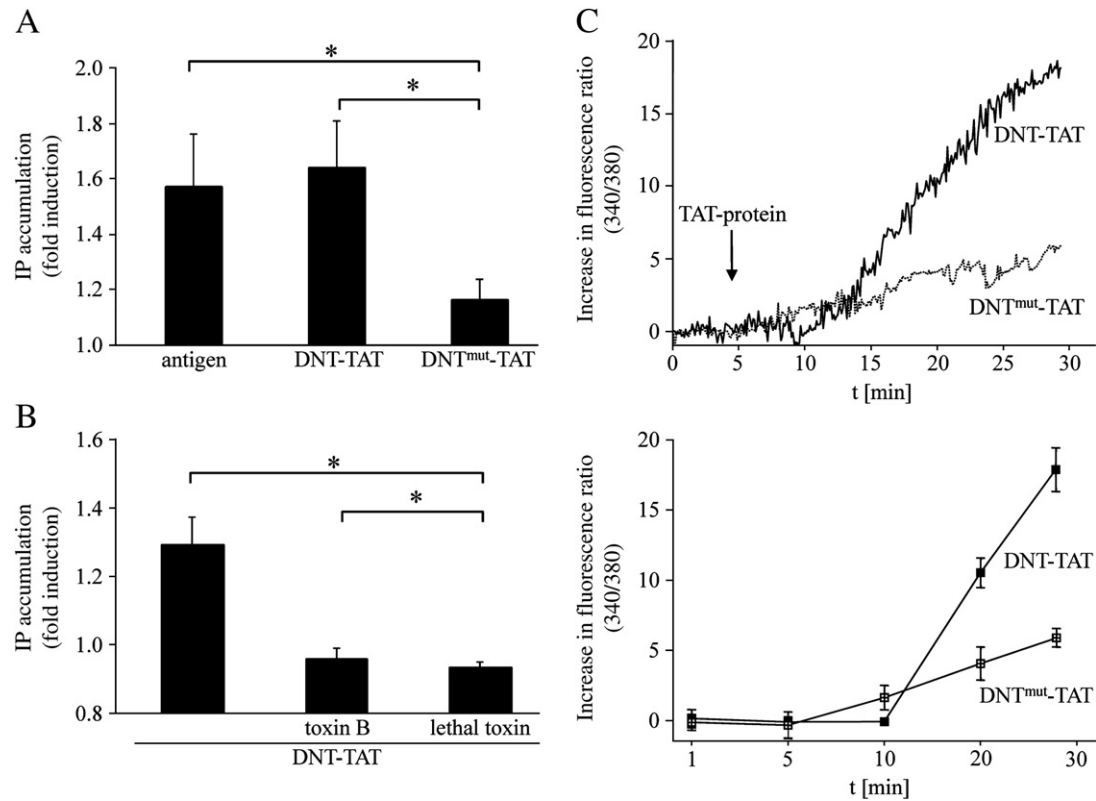 A
IP accumulation
(fold induction)
2.0
1.8
1.6
1.4
1.2
1.0
*
*
antigen
DNT-TAT
DNTmut-TAT
B
IP accumulation
(fold induction)
1.6
1.4
1.2
1.0
0.8
*
*
toxin B
lethal toxin
DNT-TAT
C
Increase in fluorescence ratio
(340/380)
20
15
10
5
0
TAT-protein
DNT-TAT
DNTmut-TAT
0 5 10 15 20 25 30
t [min]
Increase in fluorescence ratio
(340/380)
20
15
10
5
0
DNT-TAT
DNTmut-TAT
1 5 10 20 30
t [min]